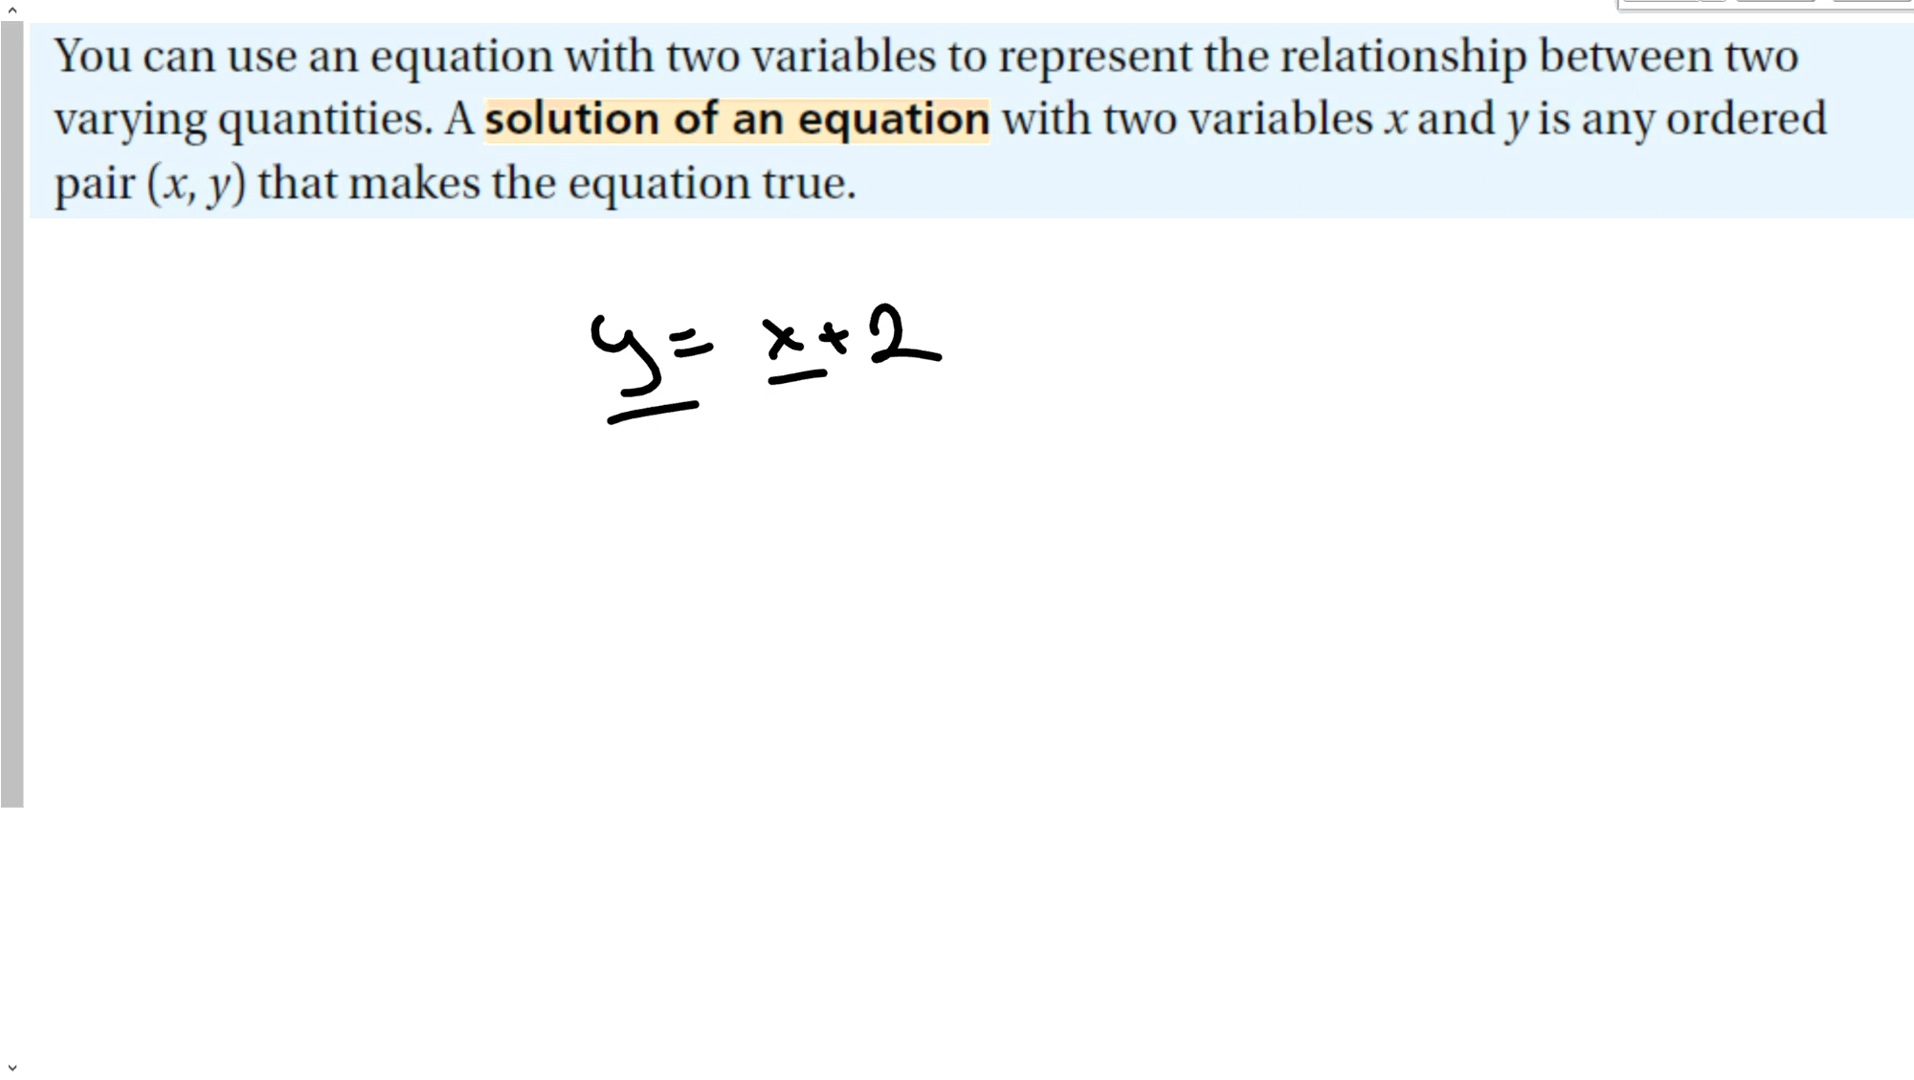 You can use an equation with two variables to represent the relationship between two
varying quantities. A solution of an equation with two variables x and y is any ordered
pair (x, y) that makes the equation true.
y = x + 2